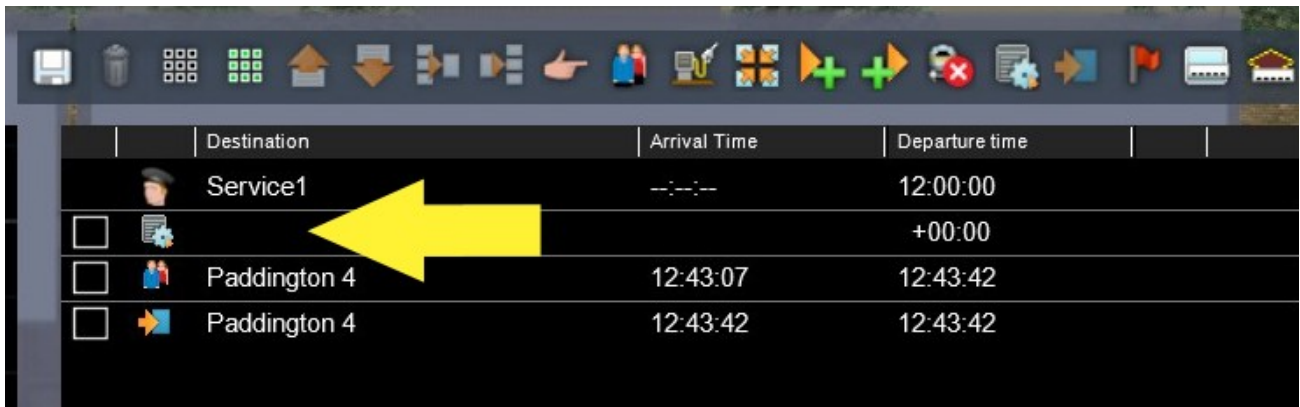 Destination Arrival Time Departure time
Service1 --:--:-- 12:00:00
+00:00
Paddington 4 12:43:07 12:43:42
Paddington 4 12:43:42 12:43:42